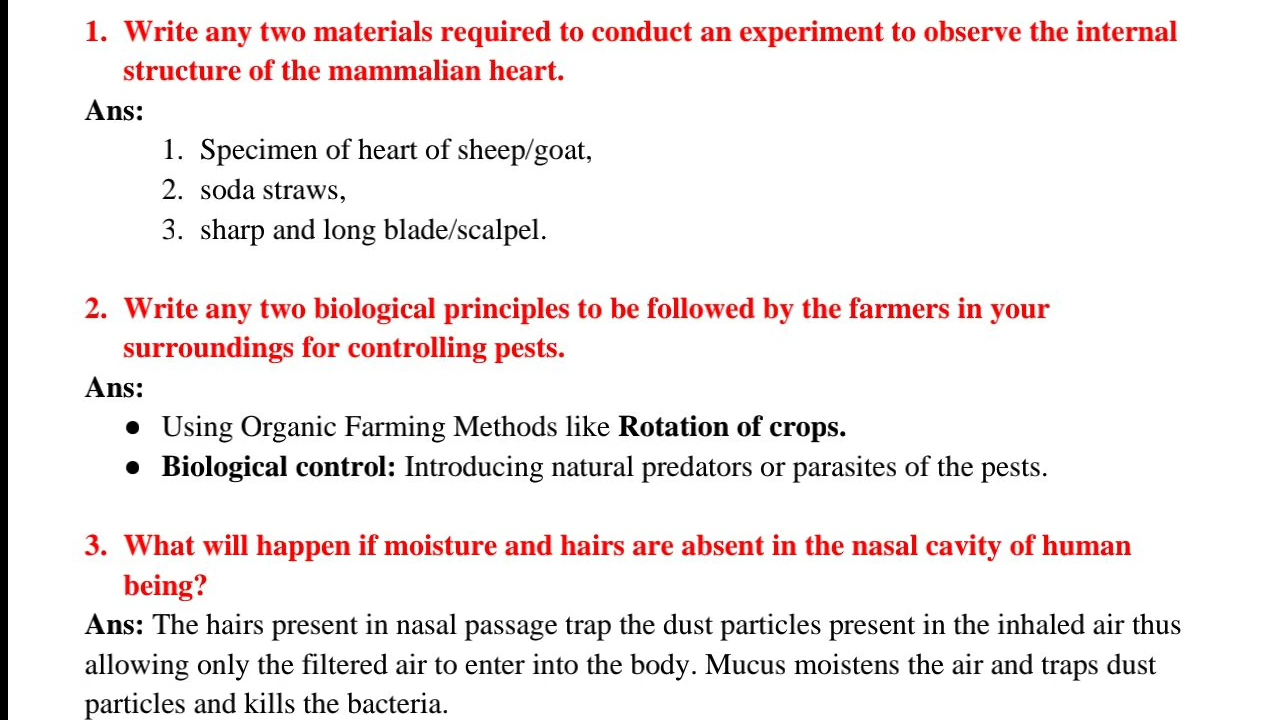 1. Write any two materials required to conduct an experiment to observe the internal
structure of the mammalian heart.
Ans:
1. Specimen of heart of sheep/goat,
2. soda straws,
3. sharp and long blade/scalpel.
2. Write any two biological principles to be followed by the farmers in your
surroundings for controlling pests.
Ans:
● Using Organic Farming Methods like Rotation of crops.
● Biological control: Introducing natural predators or parasites of the pests.
3. What will happen if moisture and hairs are absent in the nasal cavity of human
being?
Ans: The hairs present in nasal passage trap the dust particles present in the inhaled air thus
allowing only the filtered air to enter into the body. Mucus moistens the air and traps dust
particles and kills the bacteria.